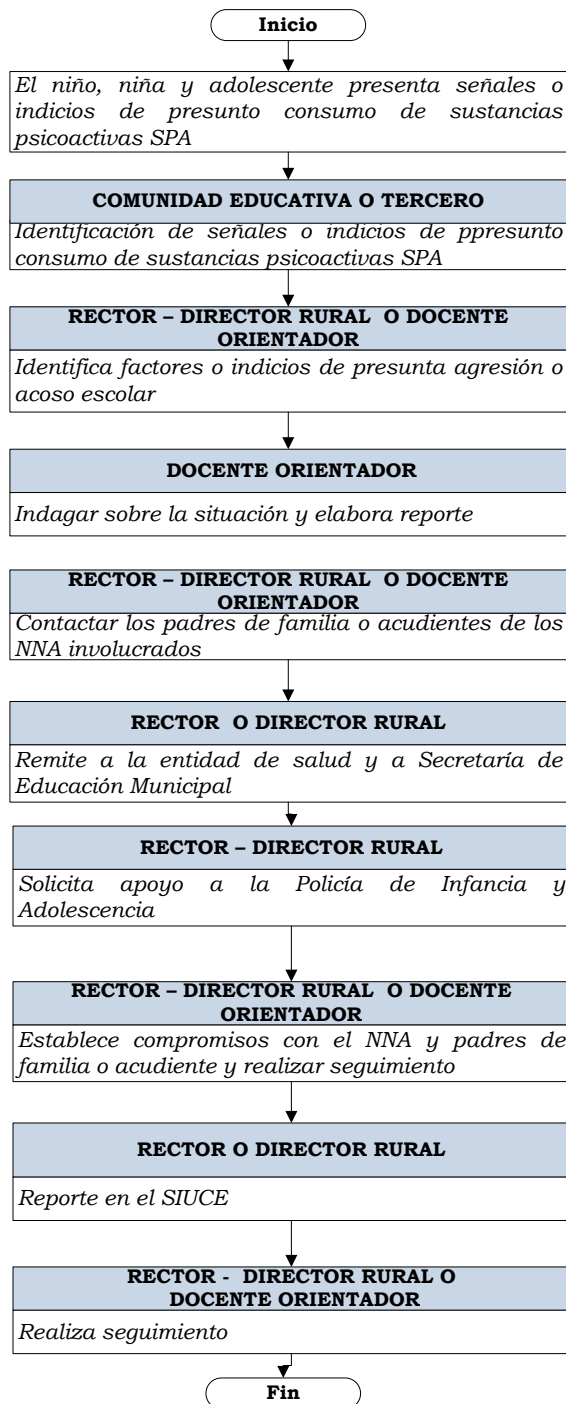 Inicio
El niño, niña y adolescente presenta señales o
indicios de presunto consumo de sustancias
psicoactivas SPA
COMUNIDAD EDUCATIVA O TERCERO
Identificación de señales o indicios de ppresunto
consumo de sustancias psicoactivas SPA
RECTOR – DIRECTOR RURAL O DOCENTE
ORIENTADOR
Identifica factores o indicios de presunta agresión o
acoso escolar
DOCENTE ORIENTADOR
Indagar sobre la situación y elabora reporte
RECTOR – DIRECTOR RURAL O DOCENTE
ORIENTADOR
Contactar los padres de familia o acudientes de los
NNA involucrados
RECTOR O DIRECTOR RURAL
Remite a la entidad de salud y a Secretaría de
Educación Municipal
RECTOR – DIRECTOR RURAL
Solicita apoyo a la Policía de Infancia y
Adolescencia
RECTOR – DIRECTOR RURAL O DOCENTE
ORIENTADOR
Establece compromisos con el NNA y padres de
familia o acudiente y realizar seguimiento
RECTOR O DIRECTOR RURAL
Reporte en el SIUCE
RECTOR - DIRECTOR RURAL O
DOCENTE ORIENTADOR
Realiza seguimiento
Fin